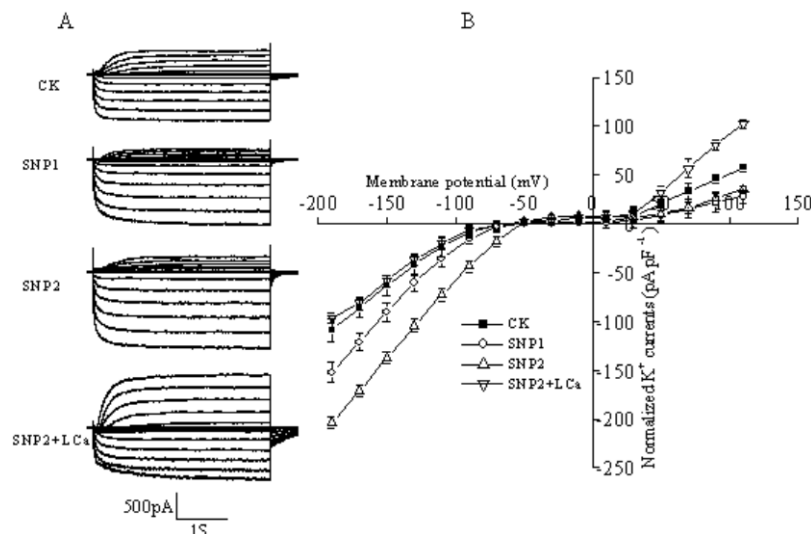 A
B
CK
SNP1
SNP2
SNP2+LCa
500pA
1S
150
100
50
-50
-100
-150
-200
-250
Membrane potential (mV)
-200 -150 -100 -50 0 50 100 150
Normalized K⁺ currents (pA pF⁻¹)
CK
SNP1
SNP2
SNP2+LCa